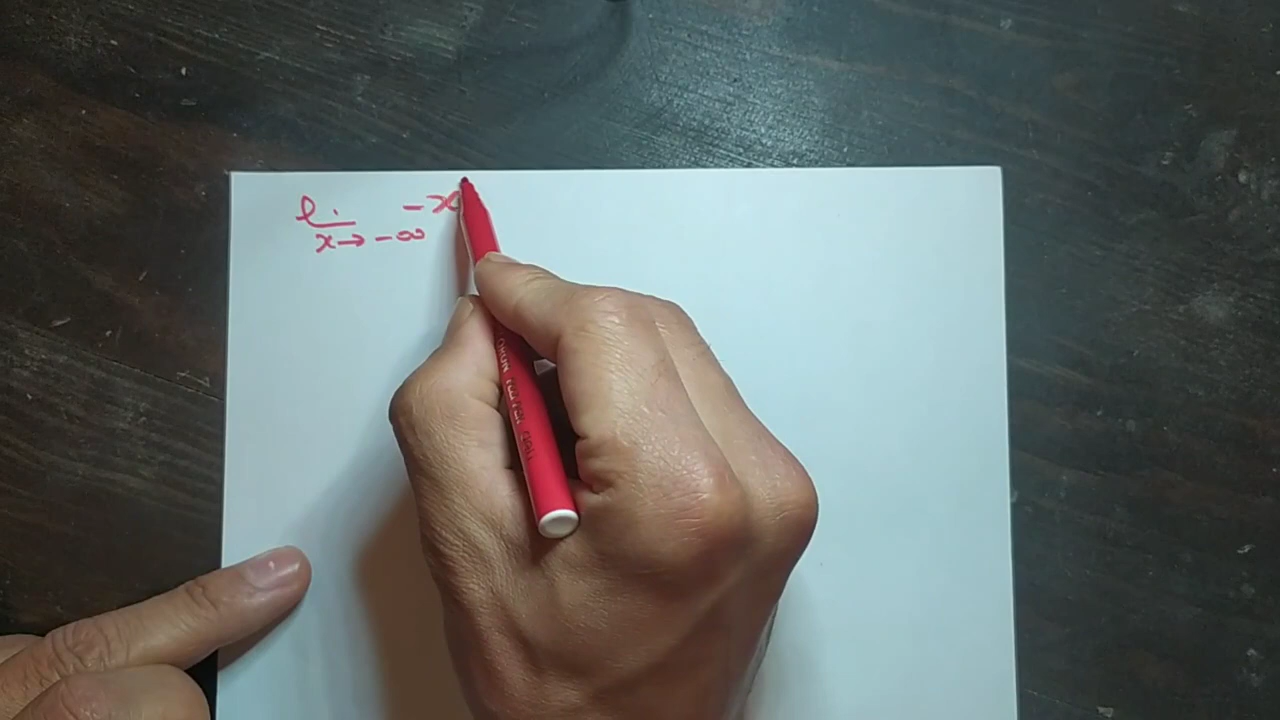 lim -x
x→ -∞